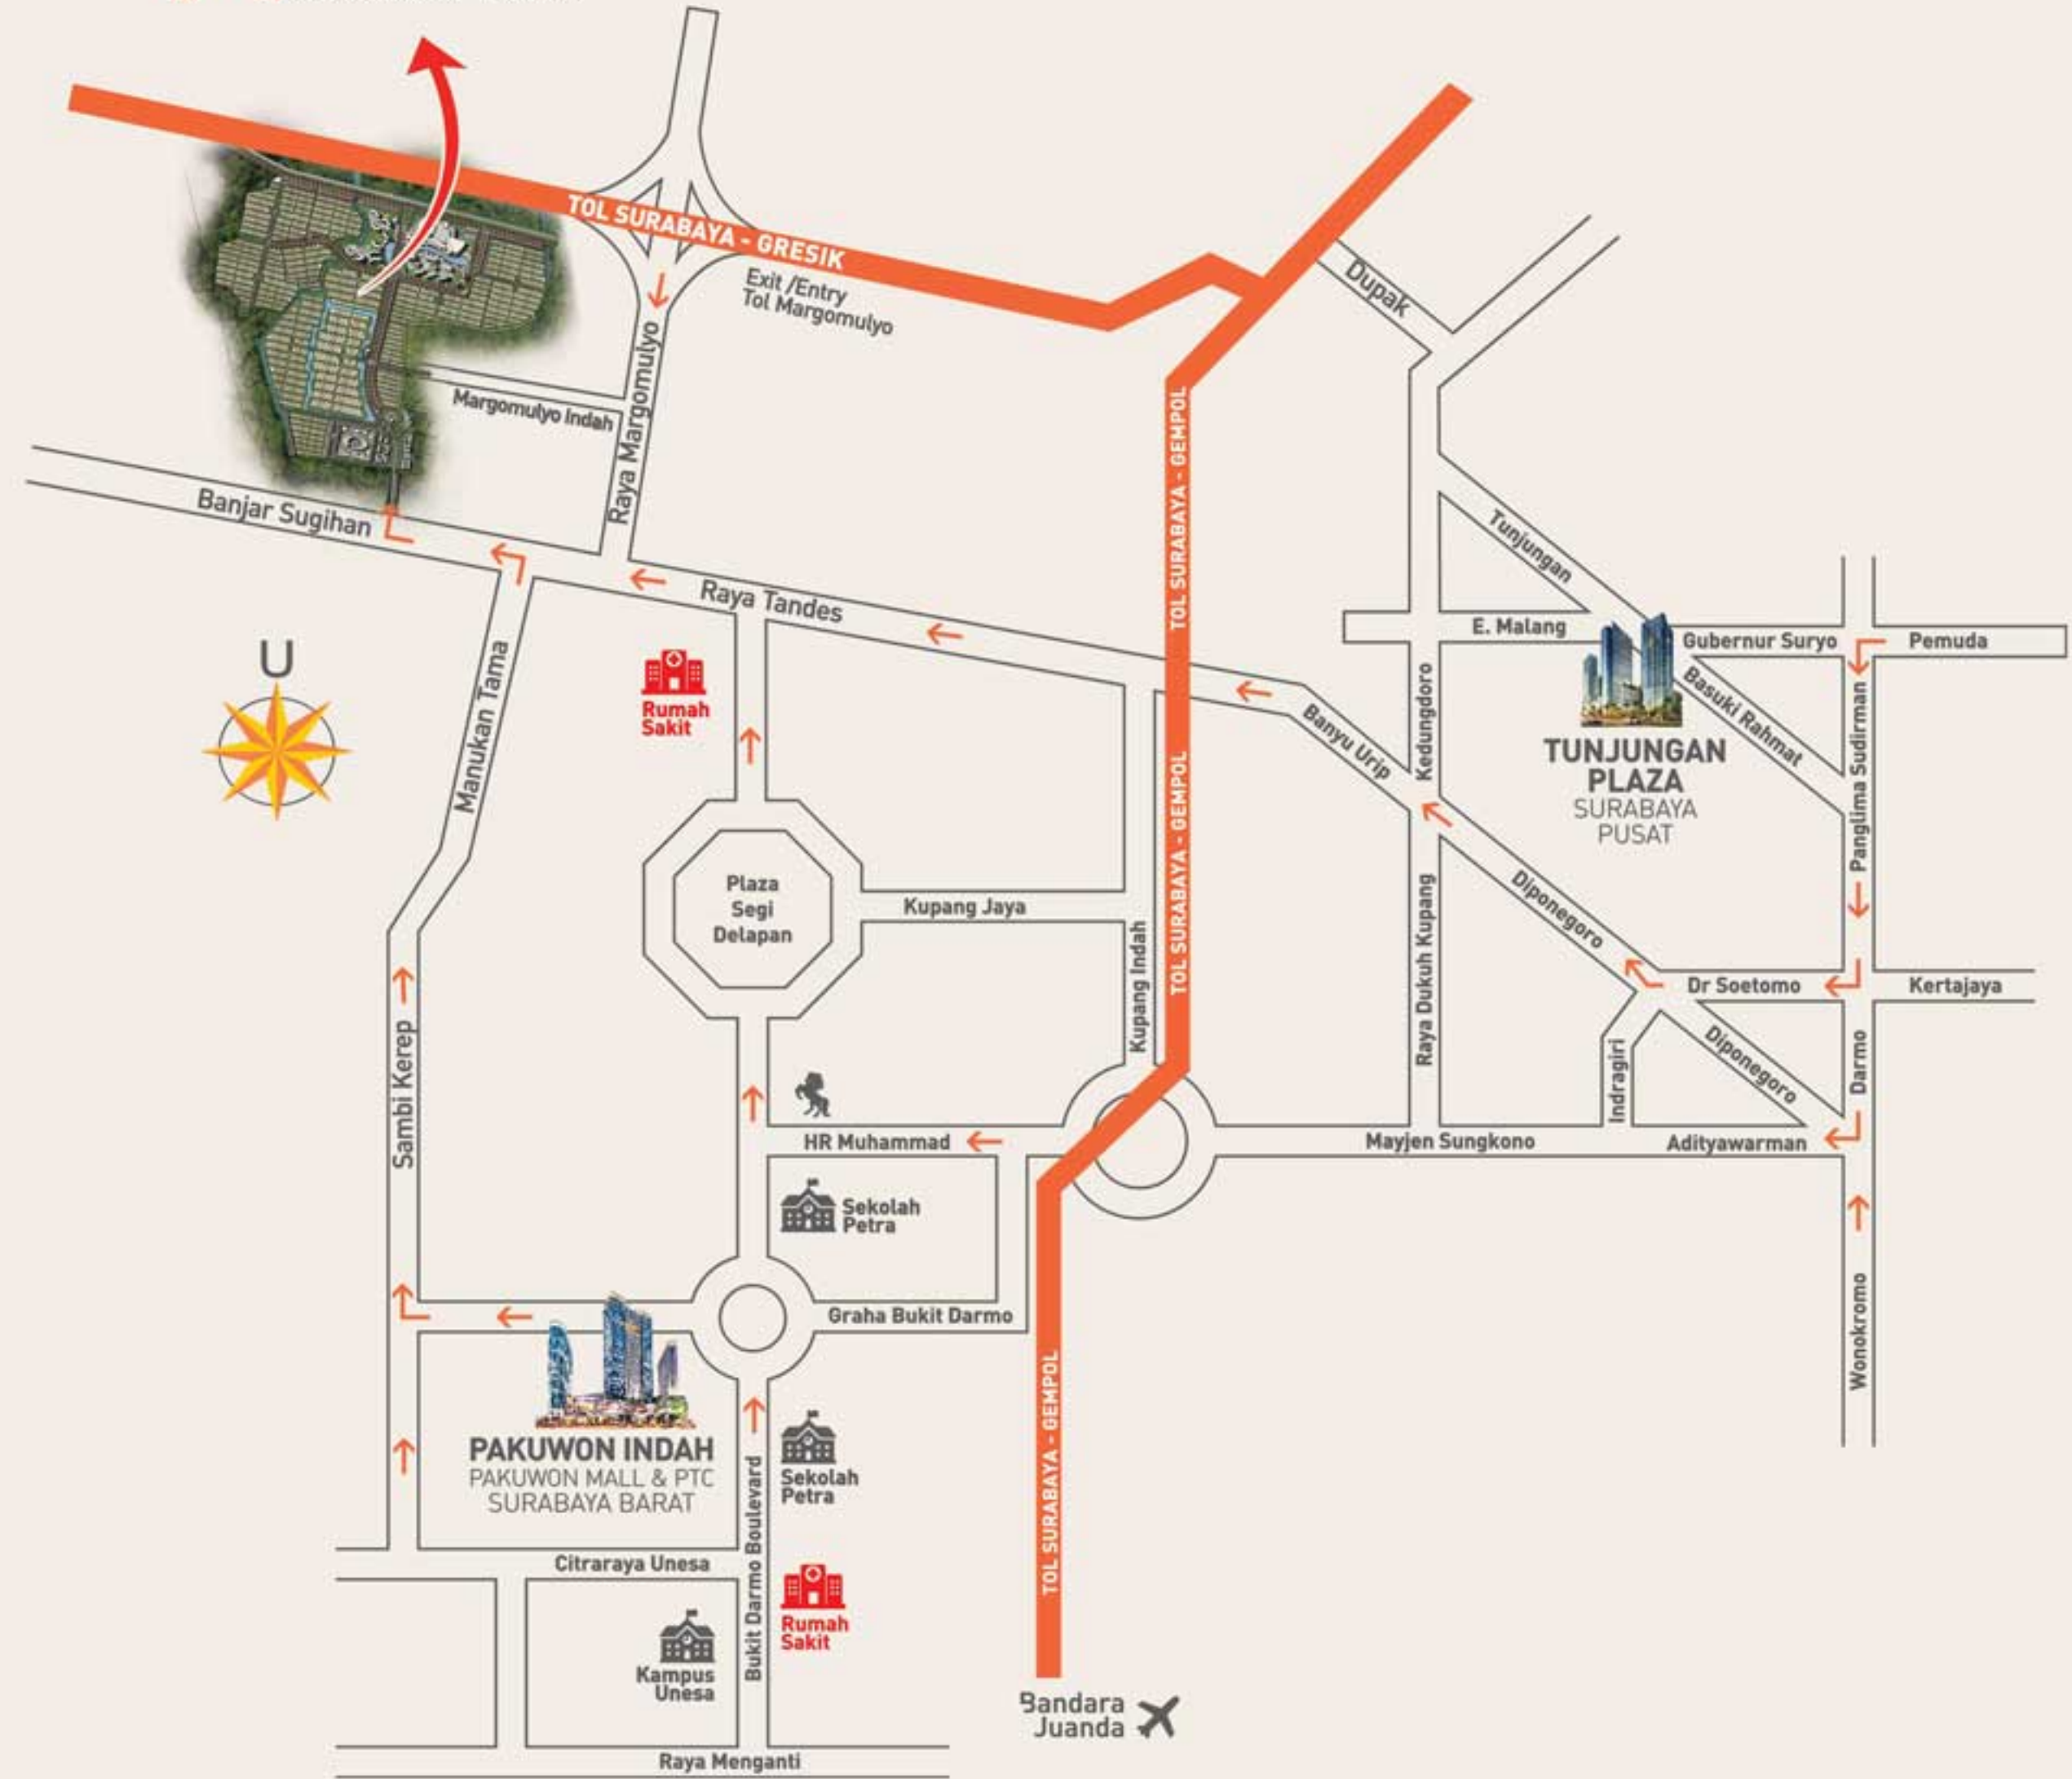 TOL SURABAYA - GRESIK
Exit /Entry
Tol Margomulyo
Dupak
Raya Margomulyo
Margomulyo Indah
TOL SURABAYA - GEMPOL
Banjar Sugihan
Tunjungan
Raya Tandes
E. Malang
Gubernur Suryo
Pemuda
U
Manukan Tama
Rumah
Sakit
Banyu Urip
Kedungdoro
Basuki Rahmat
Panglima Sudirman
TUNJUNGAN
PLAZA
SURABAYA
PUSAT
TOL SURABAYA - GEMPOL
Plaza
Segi
Delapan
Kupang Jaya
Kupang Indah
Raya Dukuh Kupang
Diponegoro
Dr Soetomo
Kertajaya
Sambi Kerep
Indragiri
Diponegoro
Darmo
HR Muhammad
Mayjen Sungkono
Adityawarman
Sekolah
Petra
Graha Bukit Darmo
Wonokromo
PAKUWON INDAH
PAKUWON MALL & PTC
SURABAYA BARAT
Sekolah
Petra
Bukit Darmo Boulevard
TOL SURABAYA - GEMPOL
Citraraya Unesa
Rumah
Sakit
Kampus
Unesa
Bandara
Juanda
Raya Menganti